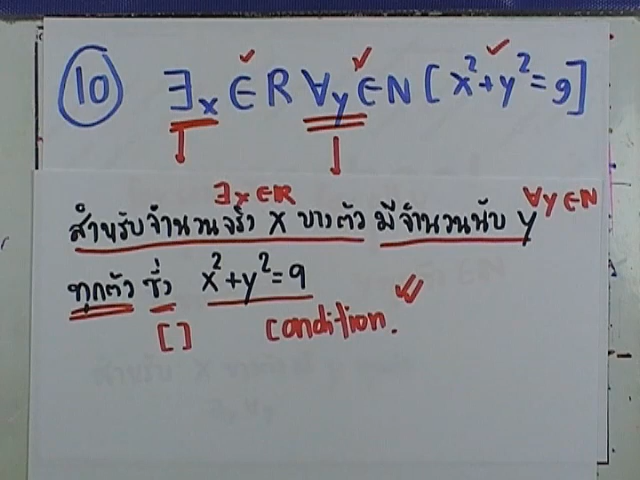 10 ∃x ∈R ∀y ∈N [x²+y²=9]
∃x∈R ∀y∈N
สำหรับจำนวนจริง x บางตัว มีจำนวนนับ y
ทุกตัว ซึ่ง x²+y²=9
[ ] condition.